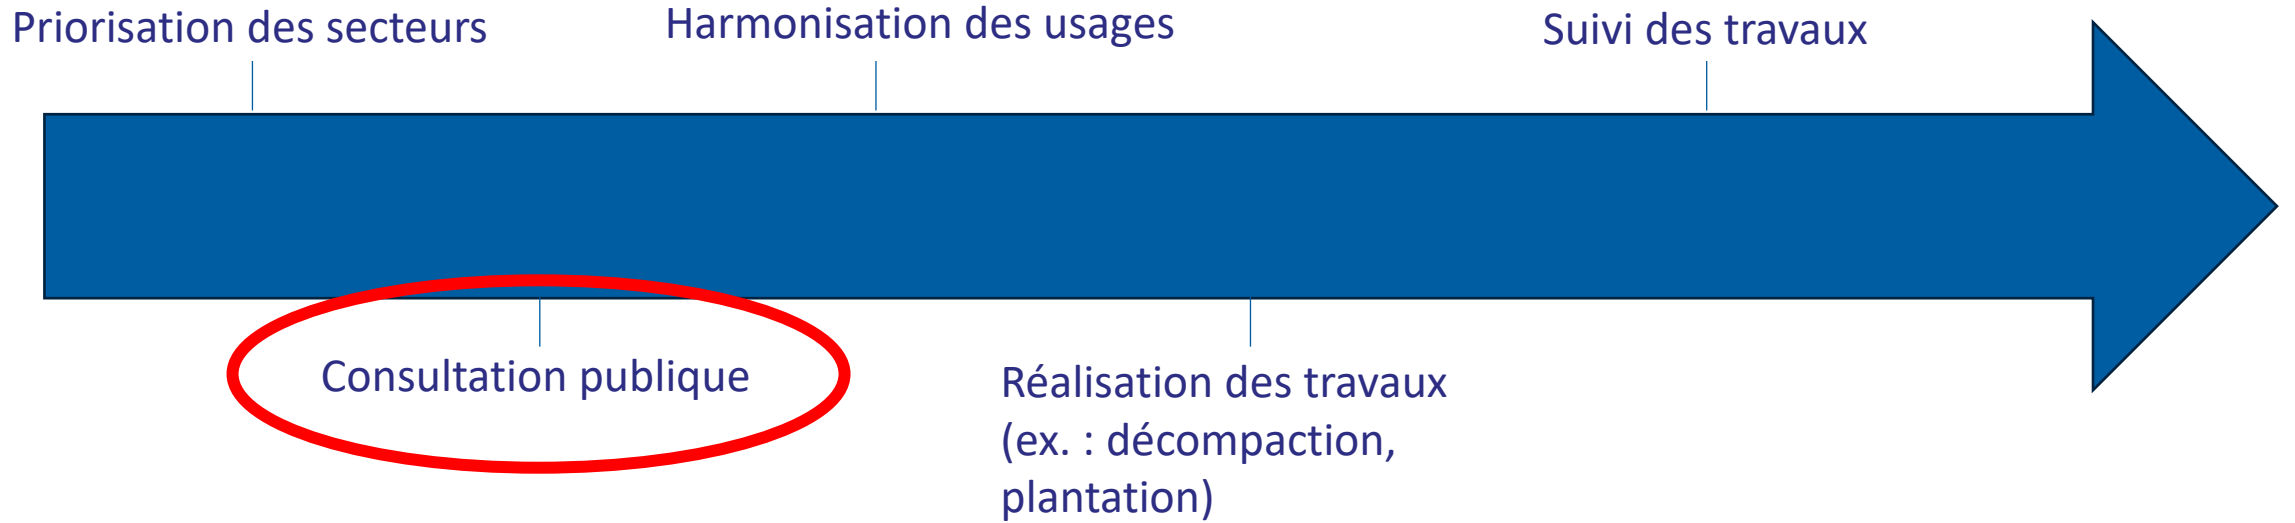 Priorisation des secteurs
Harmonisation des usages
Suivi des travaux
Consultation publique
Réalisation des travaux
(ex. : décompaction,
plantation)